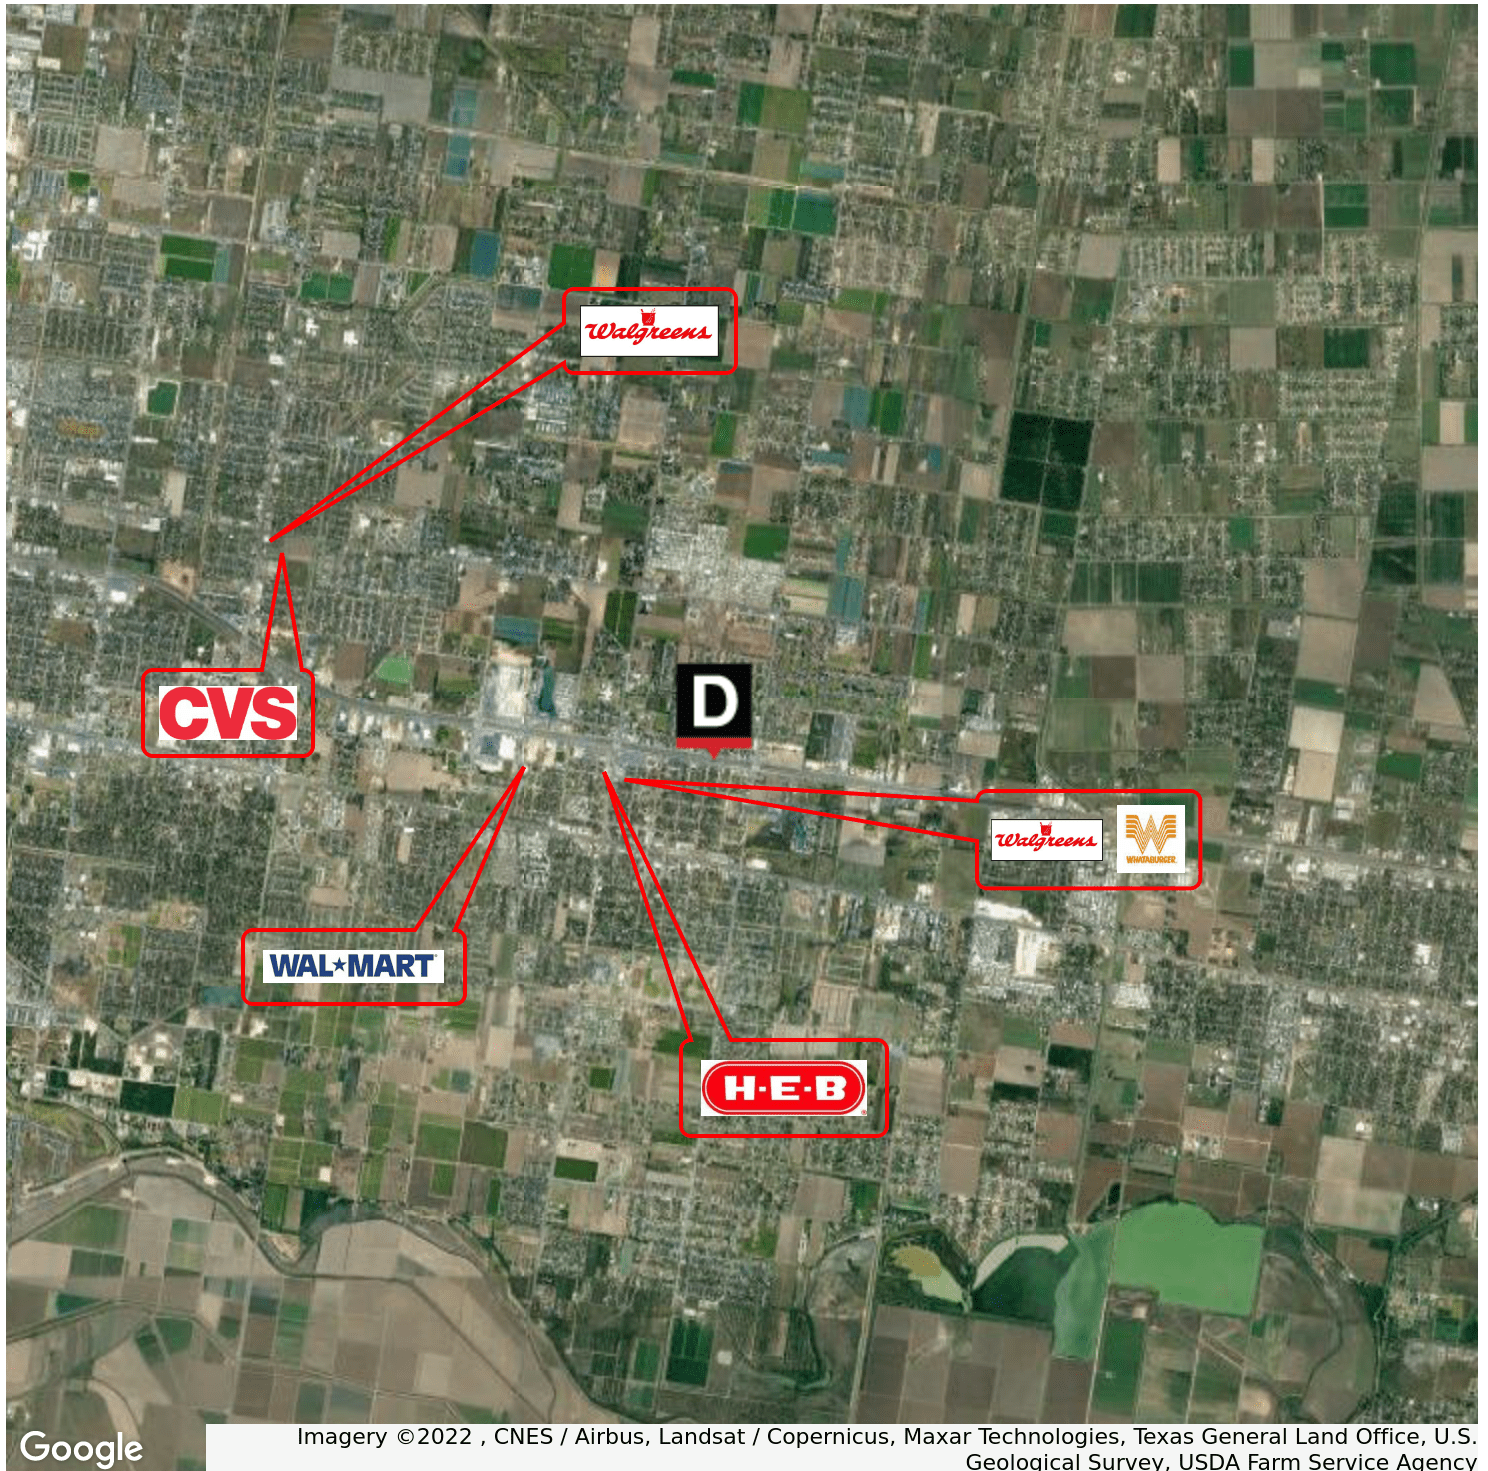 Walgreens
CVS
D
Walgreens
WHATABURGER
WAL★MART
H·E·B
Google
Imagery ©2022 , CNES / Airbus, Landsat / Copernicus, Maxar Technologies, Texas General Land Office, U.S.
Geological Survey, USDA Farm Service Agency